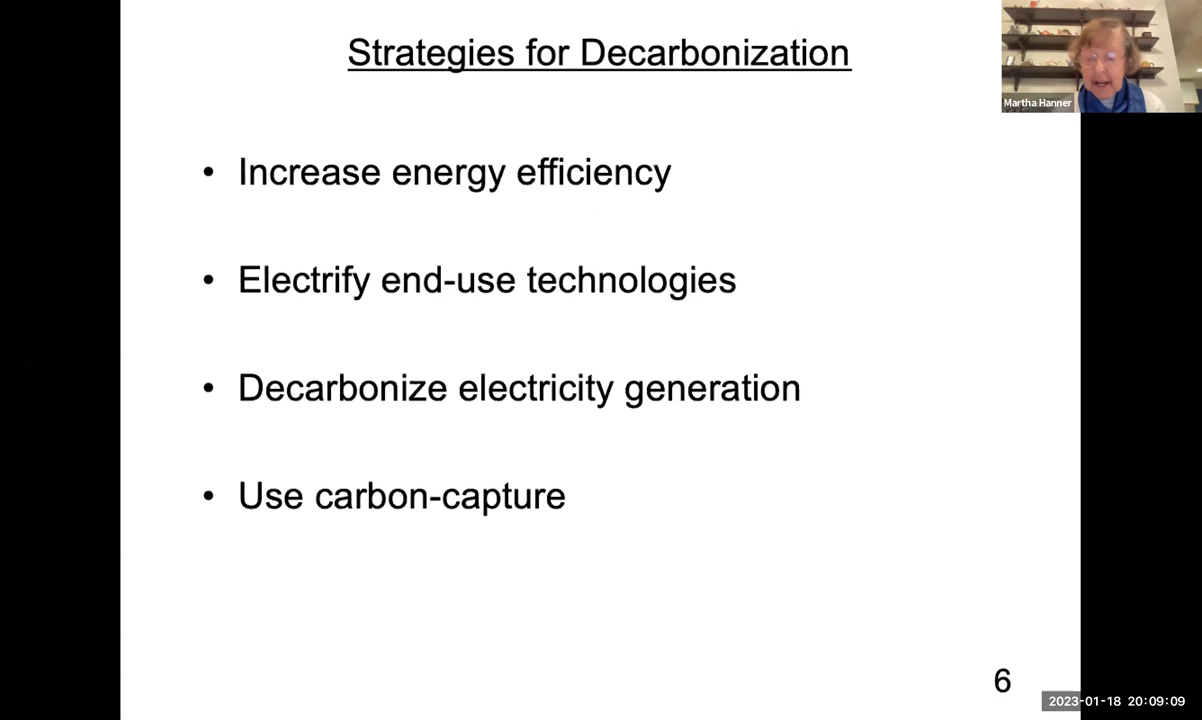 Strategies for Decarbonization
Martha Hanner
• Increase energy efficiency
• Electrify end-use technologies
• Decarbonize electricity generation
• Use carbon-capture
6
2023-01-18 20:09:09